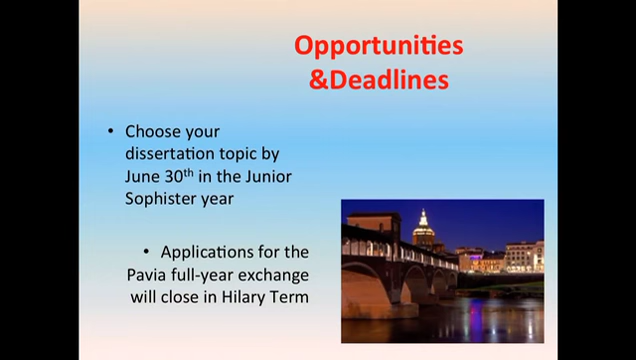 Opportunities
&Deadlines
• Choose your
dissertation topic by
June 30th in the Junior
Sophister year
• Applications for the
Pavia full-year exchange
will close in Hilary Term